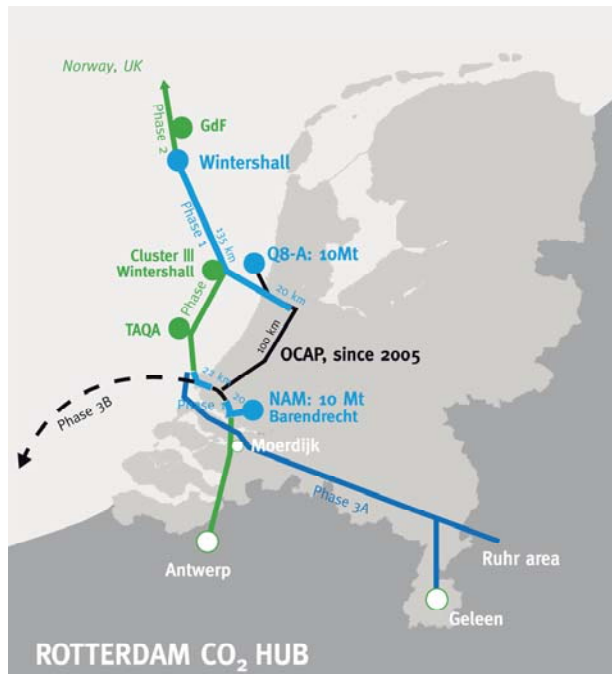 Norway, UK
Phase 2
GdF
Wintershall
Phase 1
135 km
Cluster III
Wintershall
Q8-A: 10Mt
20 km
Phase
TAQA
100 km
OCAP, since 2005
22 km
20
Phase
NAM: 10 Mt
Barendrecht
Phase 3B
Moerdijk
Phase 3A
Antwerp
Ruhr area
Geleen
ROTTERDAM CO₂ HUB